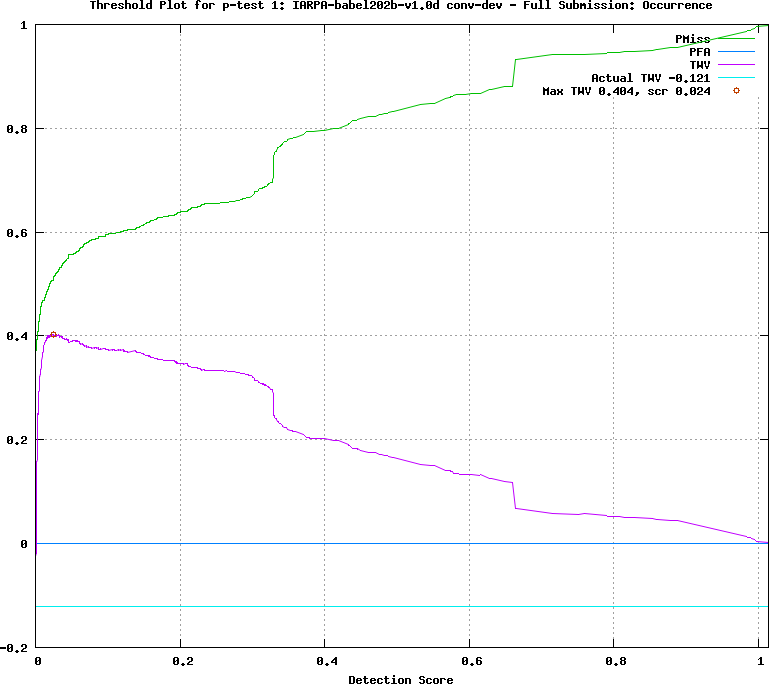 Threshold Plot for p-test 1: IARPA-babel202b-v1.0d conv-dev - Full Submission: Occurrence
1
PMiss
PFA
TWV
Actual TWV -0.121
Max TWV 0.404, scr 0.024
0.8
0.6
0.4
0.2
0
-0.2
0 0.2 0.4 0.6 0.8 1
Detection Score